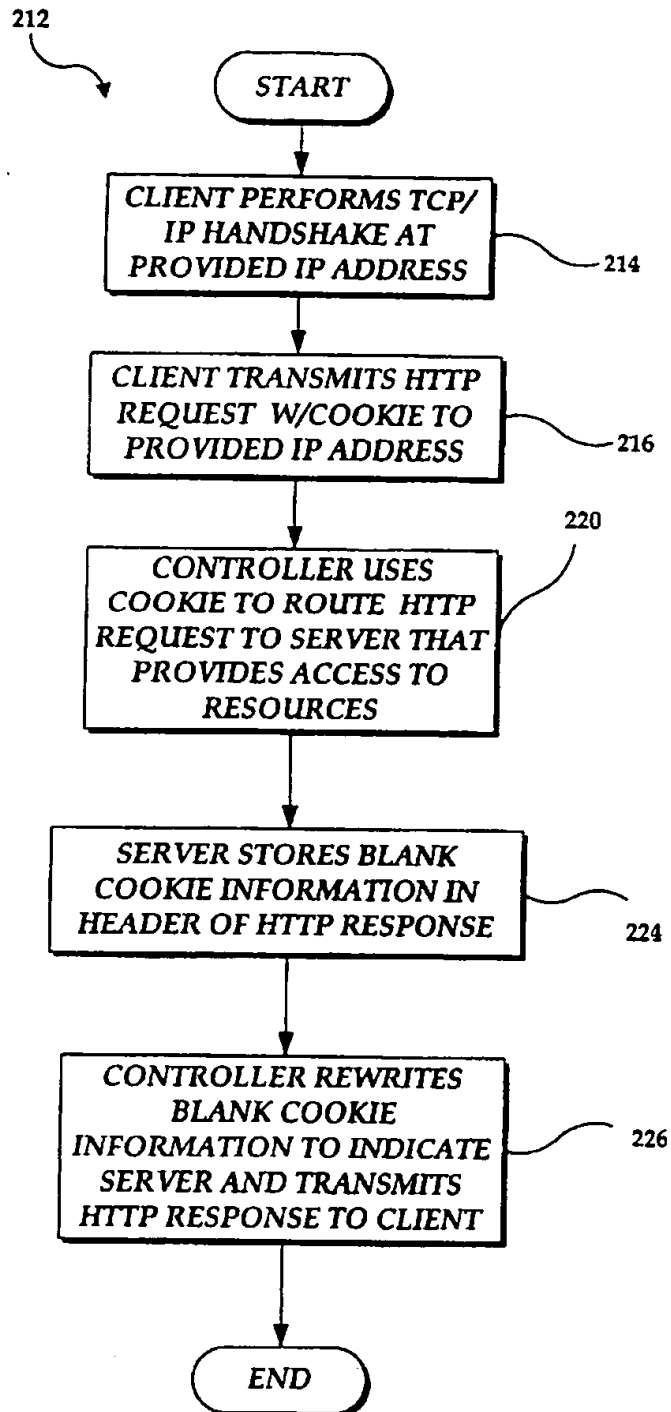 212
START
CLIENT PERFORMS TCP/
IP HANDSHAKE AT
PROVIDED IP ADDRESS
214
CLIENT TRANSMITS HTTP
REQUEST W/COOKIE TO
PROVIDED IP ADDRESS
216
220
CONTROLLER USES
COOKIE TO ROUTE HTTP
REQUEST TO SERVER THAT
PROVIDES ACCESS TO
RESOURCES
SERVER STORES BLANK
COOKIE INFORMATION IN
HEADER OF HTTP RESPONSE
224
CONTROLLER REWRITES
BLANK COOKIE
INFORMATION TO INDICATE
SERVER AND TRANSMITS
HTTP RESPONSE TO CLIENT
226
END